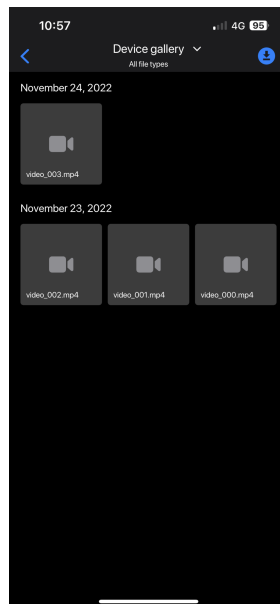 10:57
4G 95
Device gallery
All file types
November 24, 2022
video_003.mp4
November 23, 2022
video_002.mp4
video_001.mp4
video_000.mp4